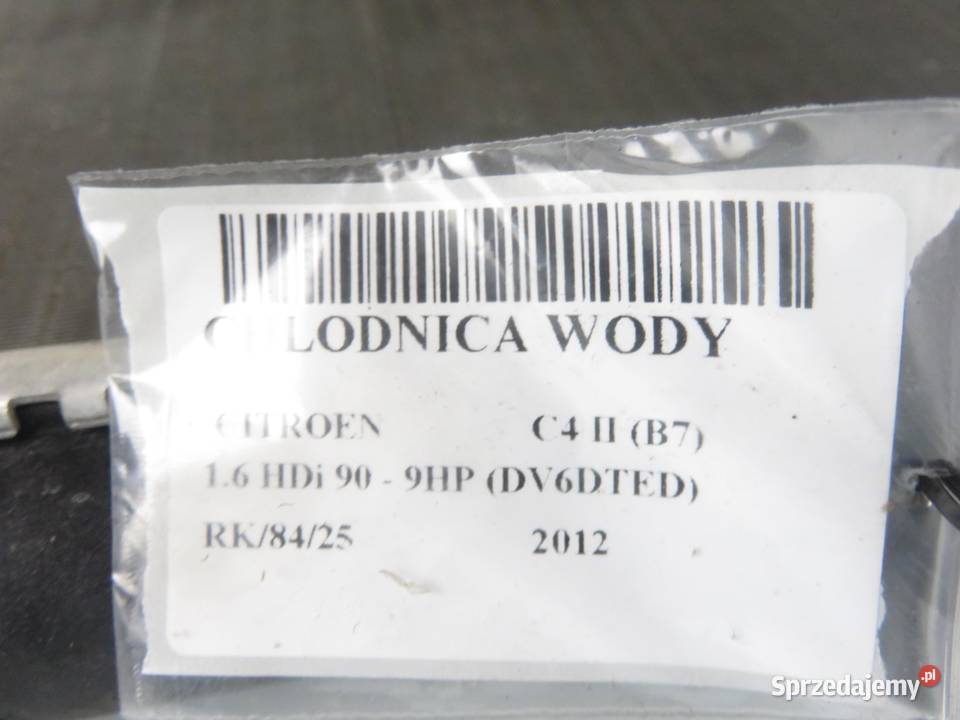 CHLODNICA WODY
CITROEN C4 II (B7)
1.6 HDi 90 - 9HP (DV6DTED)
RK/84/25 2012
Sprzedajemy.pl